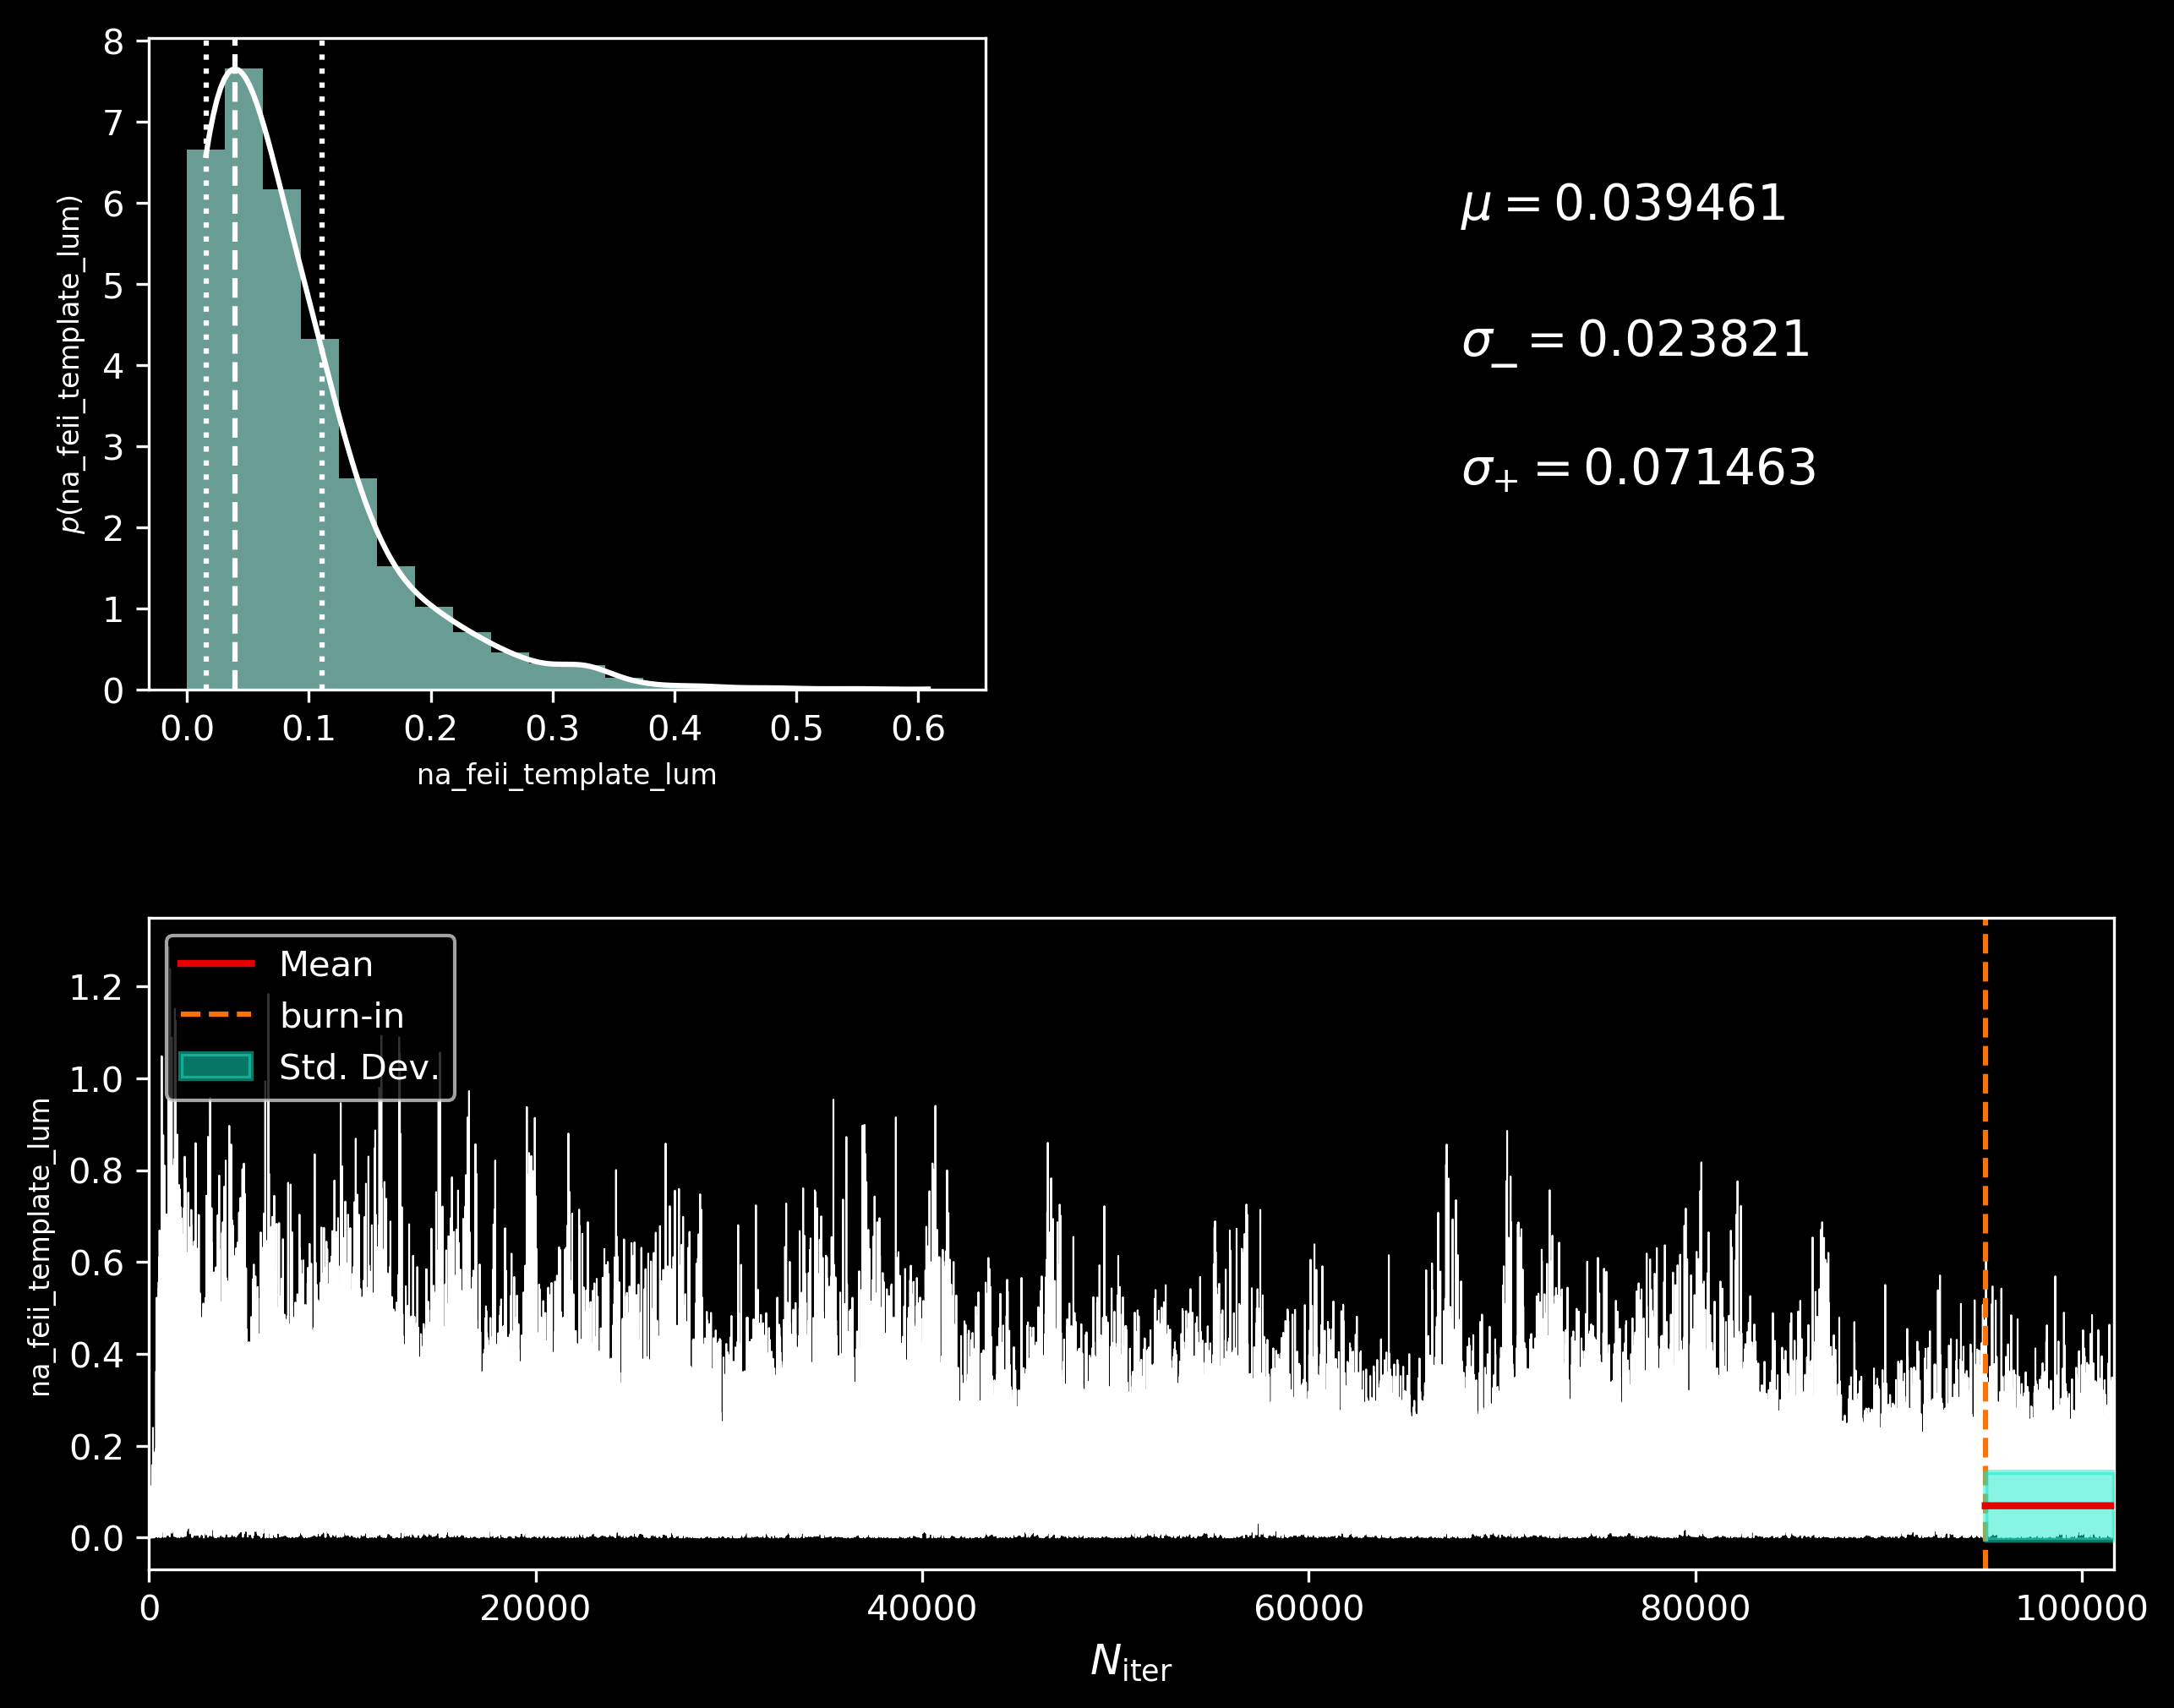 8
7
6
5
4
3
2
1
0
p(na_feii_template_lum)
0.0 0.1 0.2 0.3 0.4 0.5 0.6
na_feii_template_lum
μ = 0.039461
σ_ = 0.023821
σ+ = 0.071463
Mean
burn-in
Std. Dev.
1.2
1.0
0.8
0.6
0.4
0.2
0.0
na_feii_template_lum
0 20000 40000 60000 80000 100000
Niter